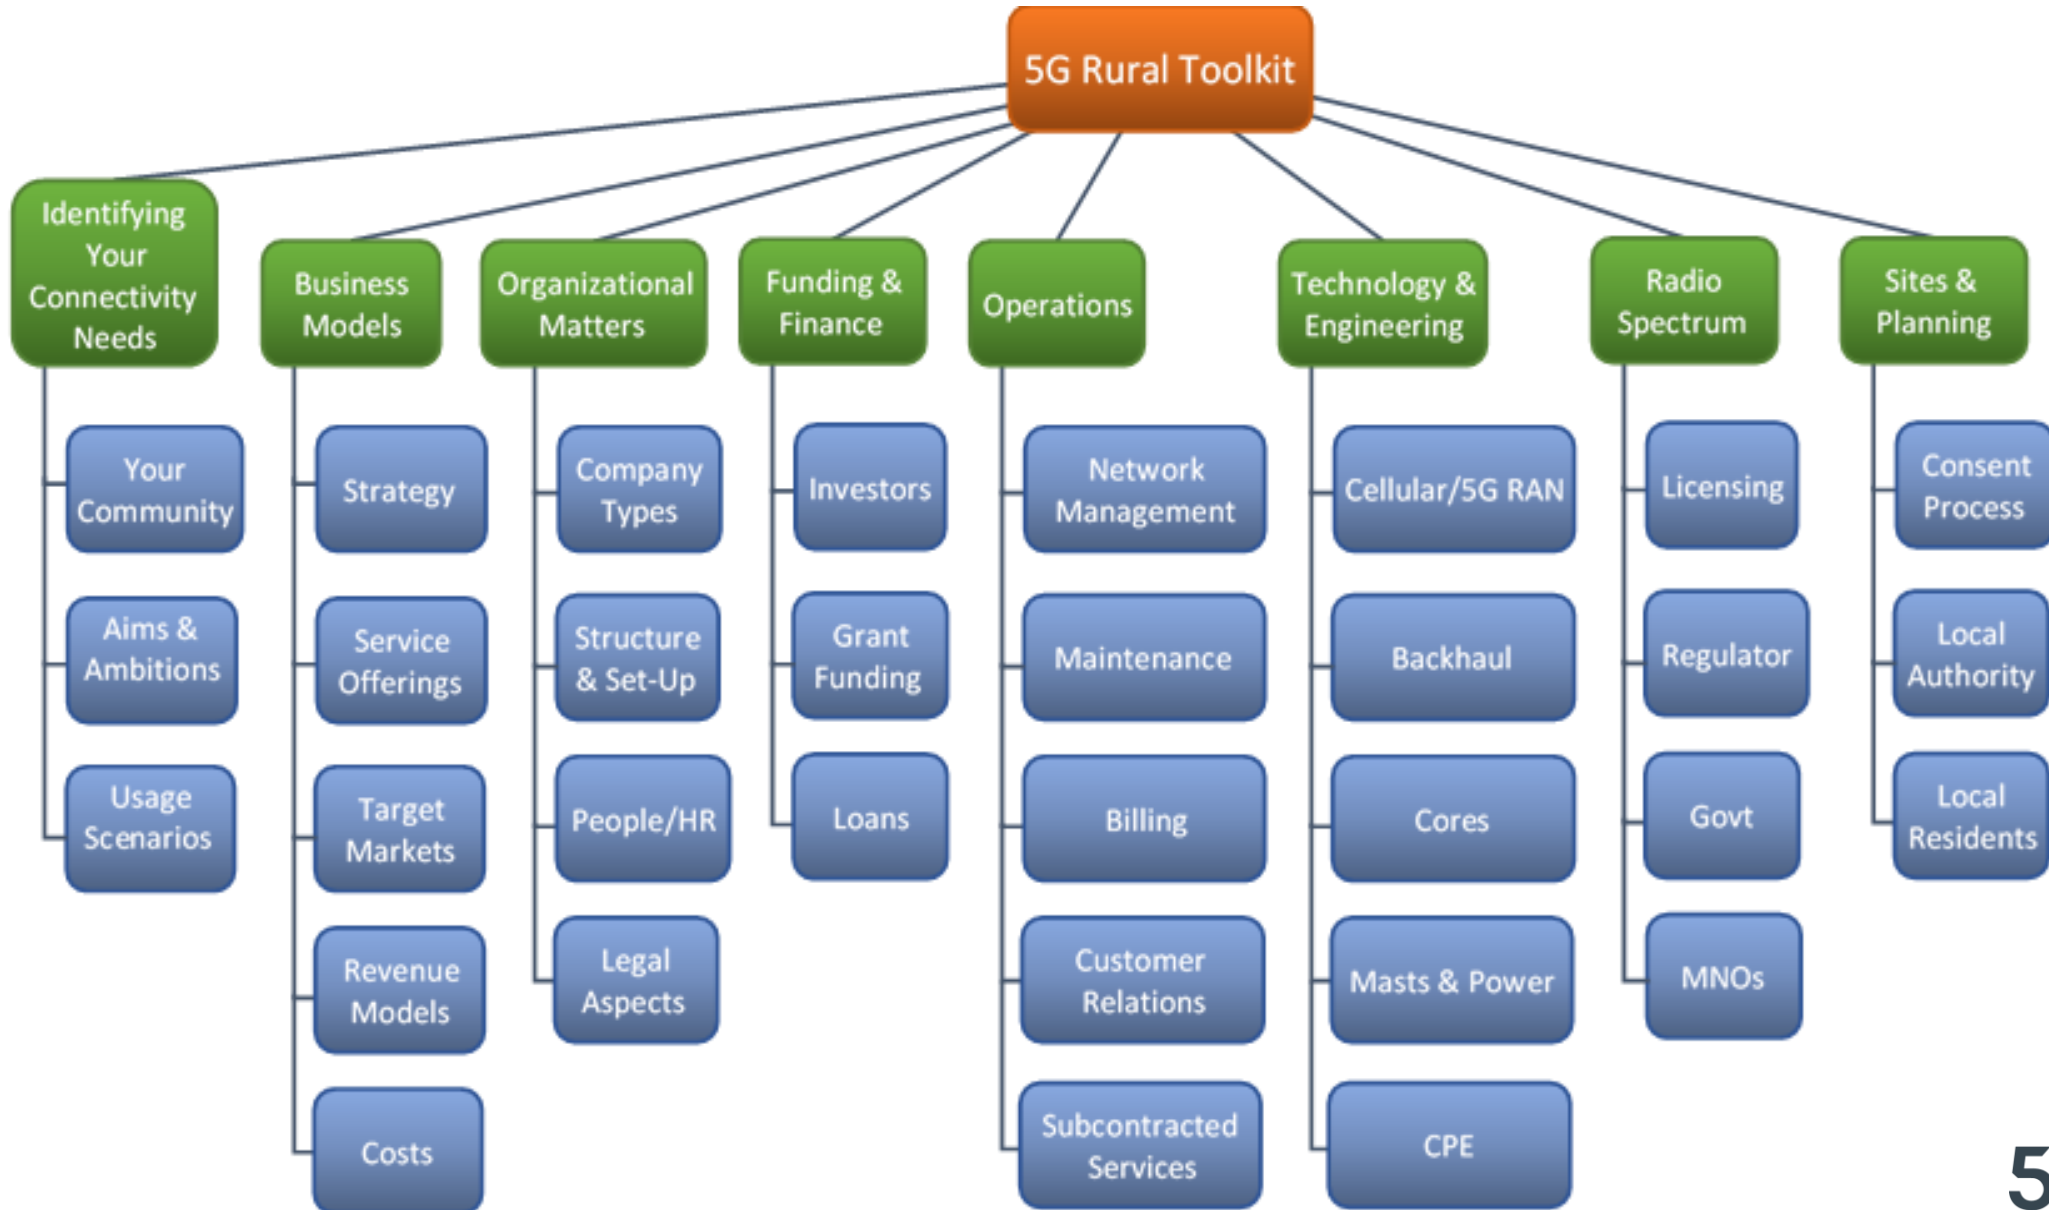 5G Rural Toolkit
Identifying
Your
Connectivity
Needs
Business
Models
Organizational
Matters
Funding &
Finance
Operations
Technology &
Engineering
Radio
Spectrum
Sites &
Planning
Your
Community
Aims &
Ambitions
Usage
Scenarios
Strategy
Service
Offerings
Target
Markets
Revenue
Models
Costs
Company
Types
Structure
& Set-Up
People/HR
Legal
Aspects
Investors
Grant
Funding
Loans
Network
Management
Maintenance
Billing
Customer
Relations
Subcontracted
Services
Cellular/5G RAN
Backhaul
Cores
Masts & Power
CPE
Licensing
Regulator
Govt
MNOs
Consent
Process
Local
Authority
Local
Residents
5